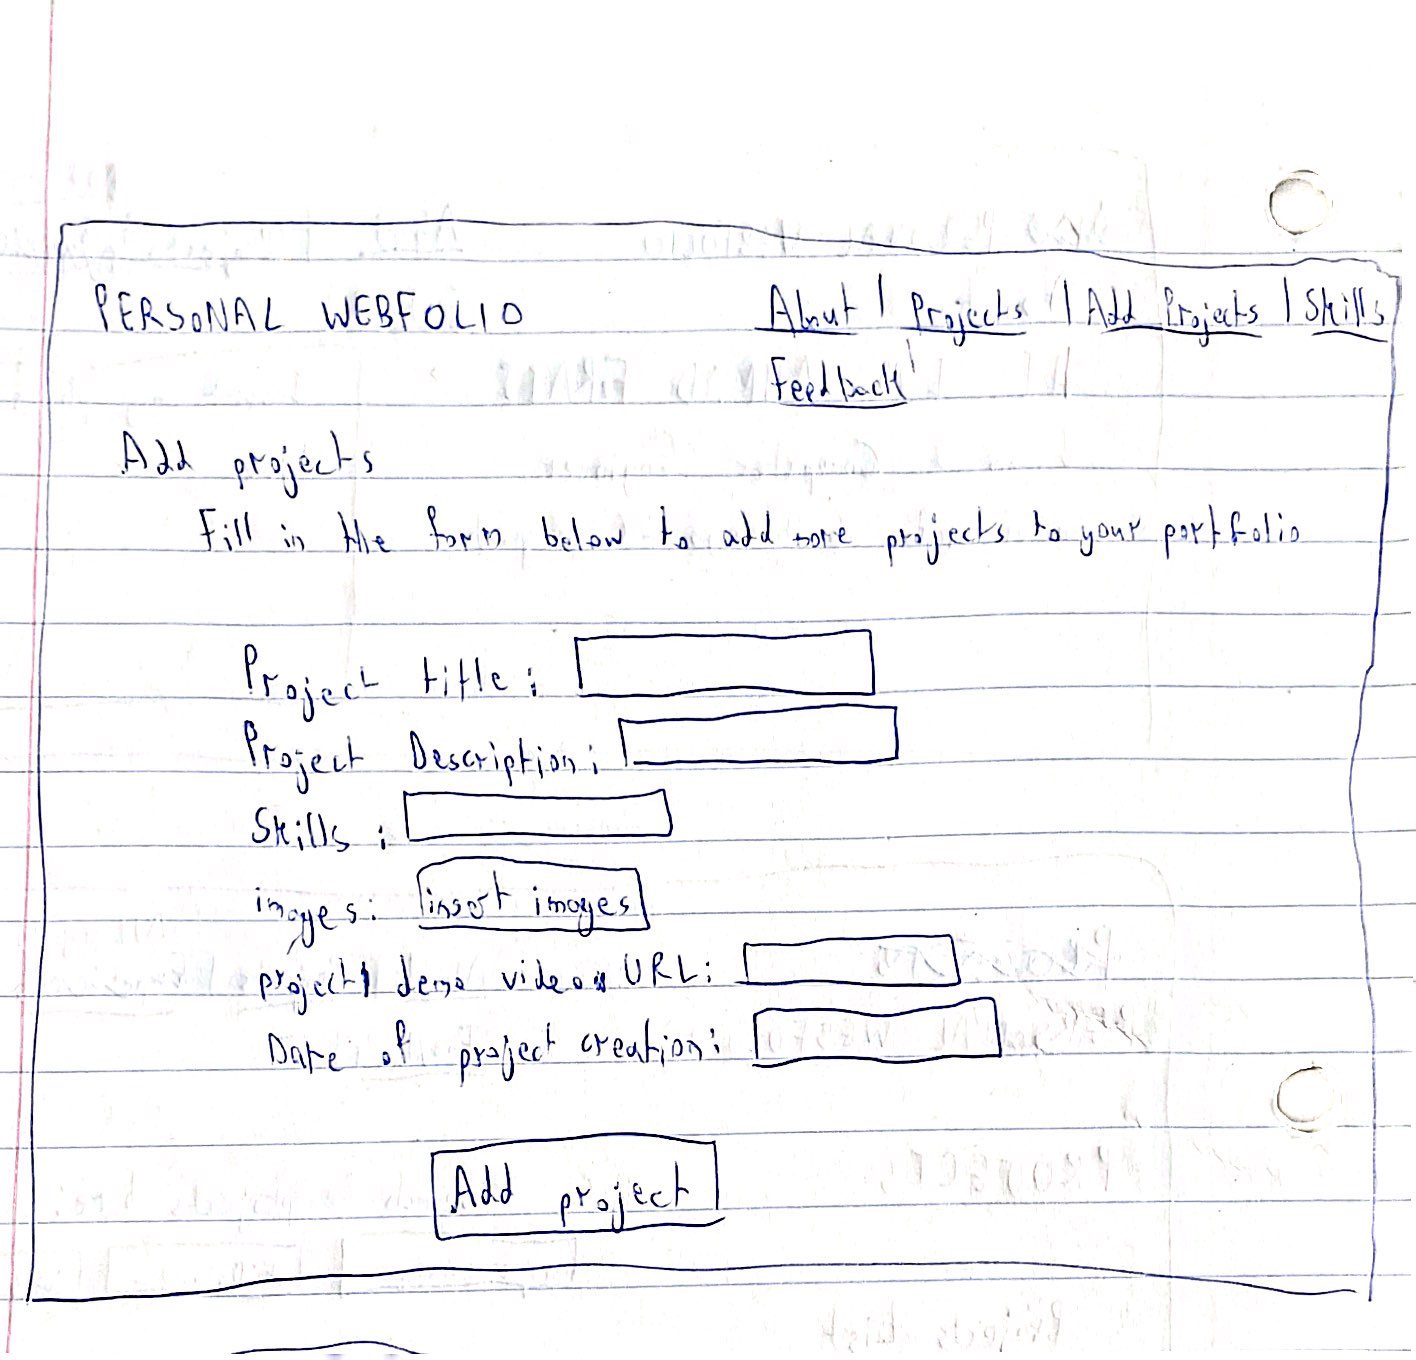 PERSONAL WEBFOLIO About | Projects | Add Projects | Skills
Feedback
Add projects
Fill in the form below to add more projects to your portfolio
Project title:
Project Description:
Skills:
images: insert images
project demo video URL:
Date of project creation:
Add project